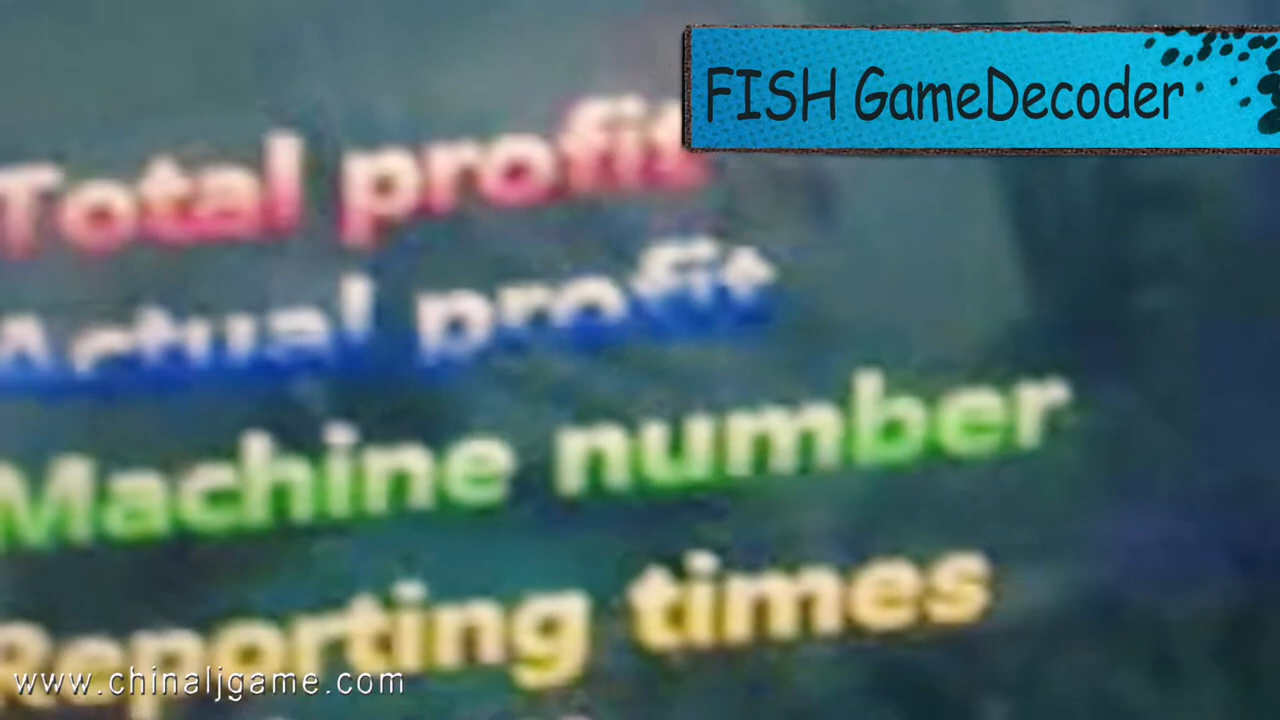 FISH GameDecoder
Total profit
Actual profit
Machine number
Reporting times
www.chinaljgame.com